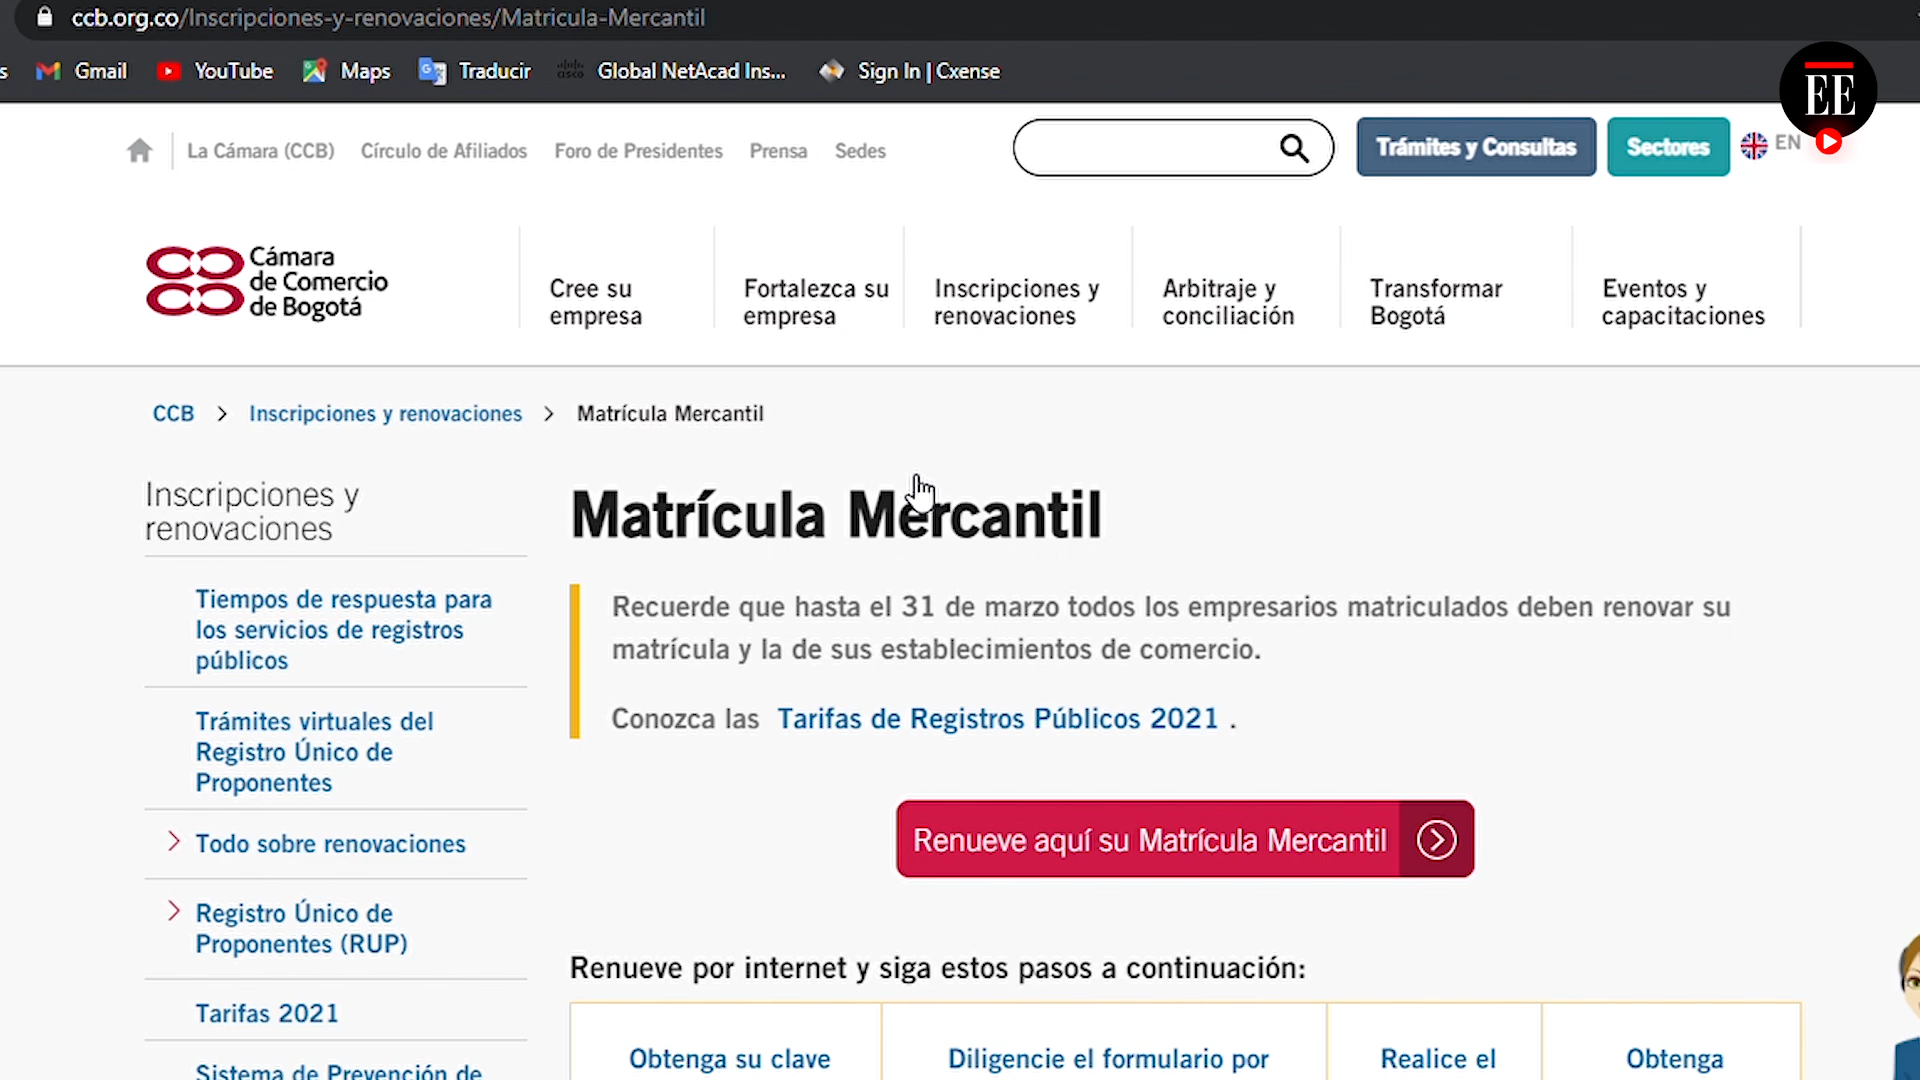 ccb.org.co/Inscripciones-y-renovaciones/Matricula-Mercantil
s Gmail YouTube Maps Traducir Global NetAcad Ins... Sign In | Cxense
EE
La Cámara (CCB) Círculo de Afiliados Foro de Presidentes Prensa Sedes Trámites y Consultas Sectores EN
Cámara
de Comercio
de Bogotá
Cree su
empresa
Fortalezca su
empresa
Inscripciones y
renovaciones
Arbitraje y
conciliación
Transformar
Bogotá
Eventos y
capacitaciones
CCB > Inscripciones y renovaciones > Matrícula Mercantil
Inscripciones y
renovaciones
Tiempos de respuesta para
los servicios de registros
públicos
Trámites virtuales del
Registro Único de
Proponentes
Todo sobre renovaciones
Registro Único de
Proponentes (RUP)
Tarifas 2021
Sistema de Prevención de
Matrícula Mercantil
Recuerde que hasta el 31 de marzo todos los empresarios matriculados deben renovar su
matrícula y la de sus establecimientos de comercio.
Conozca las Tarifas de Registros Públicos 2021 .
Renueve aquí su Matrícula Mercantil
Renueve por internet y siga estos pasos a continuación:
Obtenga su clave
Diligencie el formulario por
Realice el
Obtenga